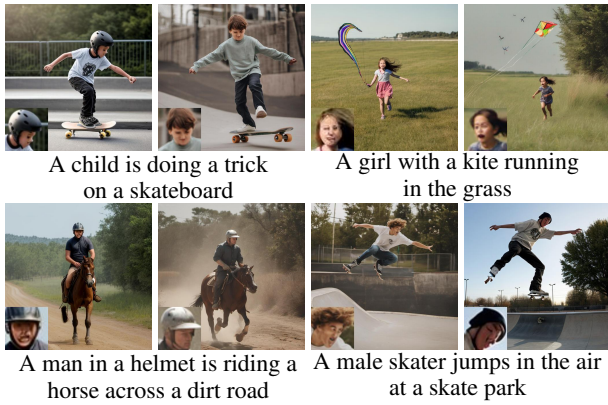 A child is doing a trick
on a skateboard
A girl with a kite running
in the grass
A man in a helmet is riding a
horse across a dirt road
A male skater jumps in the air
at a skate park